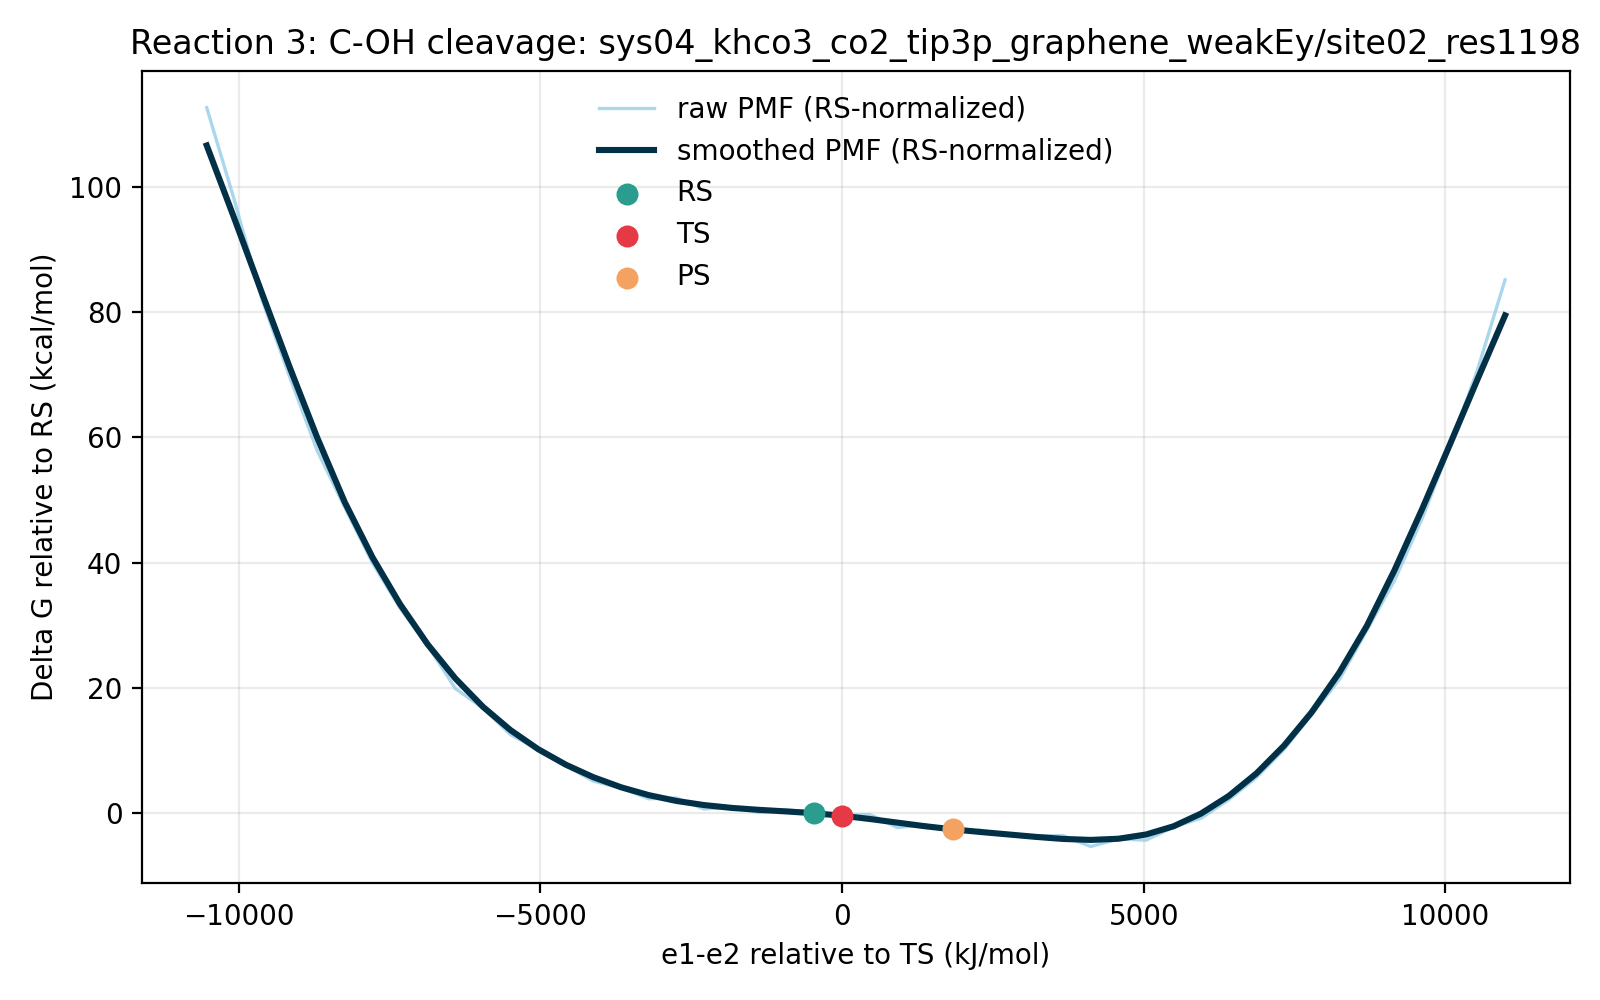 Reaction 3: C-OH cleavage: sys04_khco3_co2_tip3p_graphene_weakEy/site02_res1198
raw PMF (RS-normalized)
smoothed PMF (RS-normalized)
RS
TS
PS
Delta G relative to RS (kcal/mol)
100
80
60
40
20
0
−10000
−5000
0
5000
10000
e1-e2 relative to TS (kJ/mol)